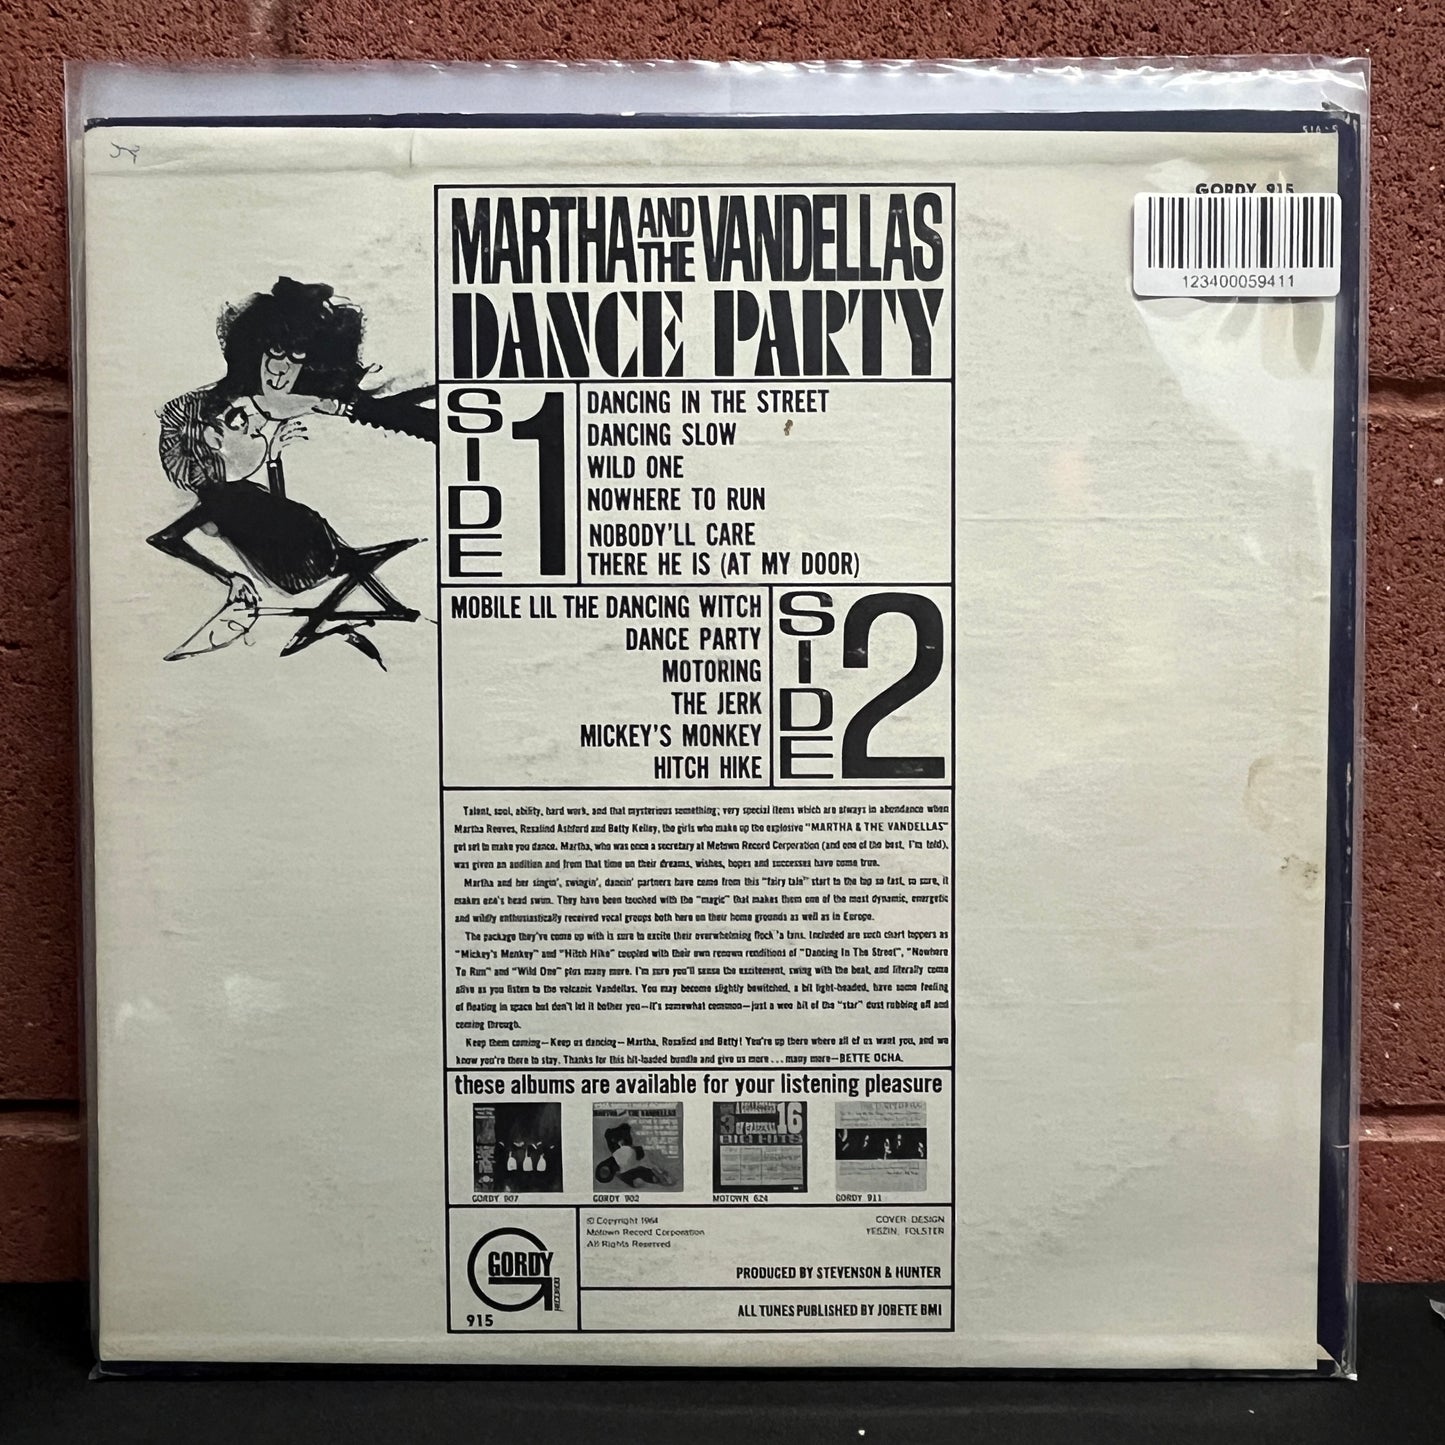 GORDY 915
123400059411
MARTHA AND THE VANDELLAS
DANCE PARTY
SIDE 1
DANCING IN THE STREET
DANCING SLOW
WILD ONE
NOWHERE TO RUN
NOBODY'LL CARE
THERE HE IS (AT MY DOOR)
MOBILE LIL THE DANCING WITCH
DANCE PARTY
MOTORING
THE JERK
MICKEY'S MONKEY
HITCH HIKE
SIDE 2
Talent, soul, ability, hard work, and that mysterious something; very special items which are always in abundance when
Martha Reeves, Rosalind Ashford and Betty Kelley, the girls who make up the explosive "MARTHA & THE VANDELLAS"
get set to make you dance. Martha, who was once a secretary at Motown Record Corporation (and one of the best, I'm told),
was given an audition and from that time on their dreams, wishes, hopes and successes have come true.
Martha and her singin', swingin', dancin' partners have come from this "fairy tale" start to the top so fast, so sure, it
makes one's head swim. They have been touched with the "magic" that makes them one of the most dynamic, energetic
and wildly enthusiastically received vocal groups both here on their home grounds as well as in Europe.
The package they've come up with is sure to excite their overwhelming flock 'a fans. Included are such chart toppers as
"Mickey's Monkey" and "Hitch Hike" coupled with their own renown renditions of "Dancing In The Street", "Nowhere
To Run" and "Wild One" plus many more. I'm sure you'll sense the excitement, swing with the beat, and literally come
alive as you listen to the volcanic Vandellas. You may become slightly bewitched, a bit light-headed, have some feeling
of floating in space but don't let it bother you—it's somewhat common—just a wee bit of the "star" dust rubbing off and
coming through.
Keep them coming—Keep us dancing—Martha, Rosalind and Betty! You're up there where all of us want you, and we
know you're there to stay. Thanks for this hit-loaded bundle and give us more ... many more—BETTE OCHA.
these albums are available for your listening pleasure
MARTHA AND THE VANDELLAS
16
BIG HITS
GORDY 907
GORDY 902
MOTOWN 624
GORDY 911
GORDY
RECORDS
915
© Copyright 1964
Motown Record Corporation
All Rights Reserved
COVER DESIGN
YESZIN, FOLSTER
PRODUCED BY STEVENSON & HUNTER
ALL TUNES PUBLISHED BY JOBETE BMI